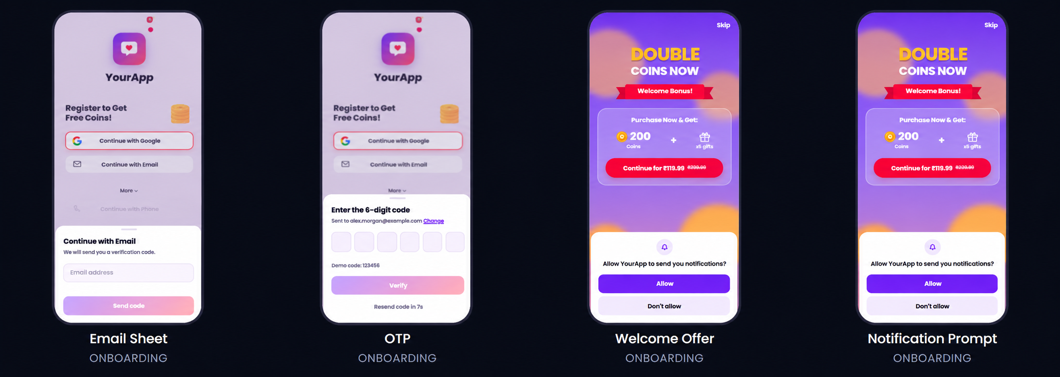 YourApp
Register to Get
Free Coins!
Continue with Google
Continue with Email
More
Continue with Phone
Continue with Email
We will send you a verification code.
Email address
Send code
Email Sheet
ONBOARDING
YourApp
Register to Get
Free Coins!
Continue with Google
Continue with Email
More
Enter the 6-digit code
Sent to alex.morgan@example.com Change
Demo code: 123456
Verify
Resend code in 7s
OTP
ONBOARDING
Skip
DOUBLE
COINS NOW
Welcome Bonus!
Purchase Now & Get:
200
Coins
+
x5 gifts
Continue for ₹119.99
Allow YourApp to send you notifications?
Allow
Don't allow
Welcome Offer
ONBOARDING
Skip
DOUBLE
COINS NOW
Welcome Bonus!
Purchase Now & Get:
200
Coins
+
x5 gifts
Continue for ₹119.99
Allow YourApp to send you notifications?
Allow
Don't allow
Notification Prompt
ONBOARDING